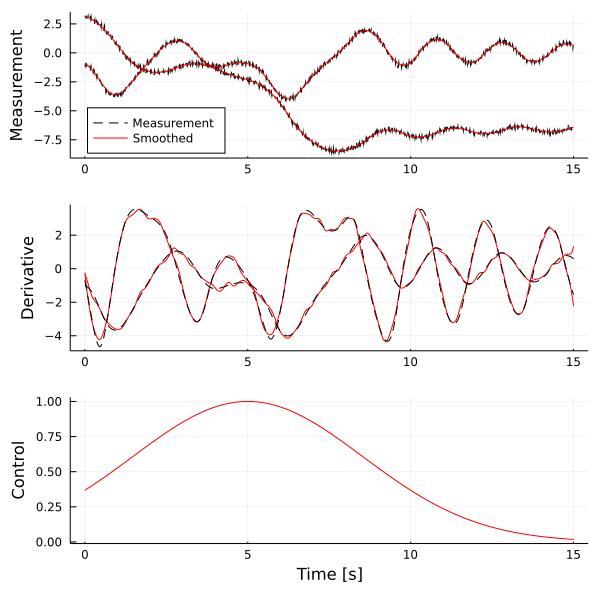 Measurement
2.5
0.0
−2.5
−5.0
−7.5
Measurement
Smoothed
0 5 10 15
Derivative
2
0
−2
−4
0 5 10 15
Control
1.00
0.75
0.50
0.25
0.00
0 5 10 15
Time [s]